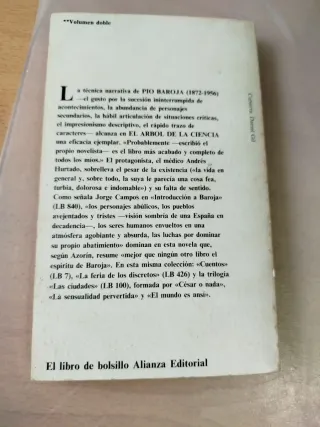 **Volumen doble
La técnica narrativa de PIO BAROJA (1872-1956)
—el gusto por la sucesión ininterrumpida de
acontecimientos, la abundancia de personajes
secundarios, la hábil articulación de situaciones críticas,
el impresionismo descriptivo, el rápido trazo de
caracteres— alcanza en EL ARBOL DE LA CIENCIA
una eficacia ejemplar. «Probablemente —escribió el
propio novelista— es el libro más acabado y completo de
todos los míos.» El protagonista, el médico Andrés
Hurtado, sobrelleva el pesar de la existencia («la vida en
general y, sobre todo, la suya le parecía una cosa fea,
turbia, dolorosa e indomable») y su falta de sentido.
Como señala Jorge Campos en «Introducción a Baroja»
(LB 840), «los personajes abúlicos, los pueblos
avejentados y tristes —visión sombría de una España en
decadencia—, los seres humanos envueltos en una
atmósfera agobiante y absurda, las luchas por dominar
su propio abatimiento» dominan en esta novela que,
según Azorín, resume «mejor que ningún otro libro el
espíritu de Baroja». En esta misma colección: «Cuentos»
(LB 7), «La feria de los discretos» (LB 426) y la trilogía
«Las ciudades» (LB 100), formada por «César o nada»,
«La sensualidad pervertida» y «El mundo es ansí».
El libro de bolsillo Alianza Editorial
Cubierta Daniel Gil